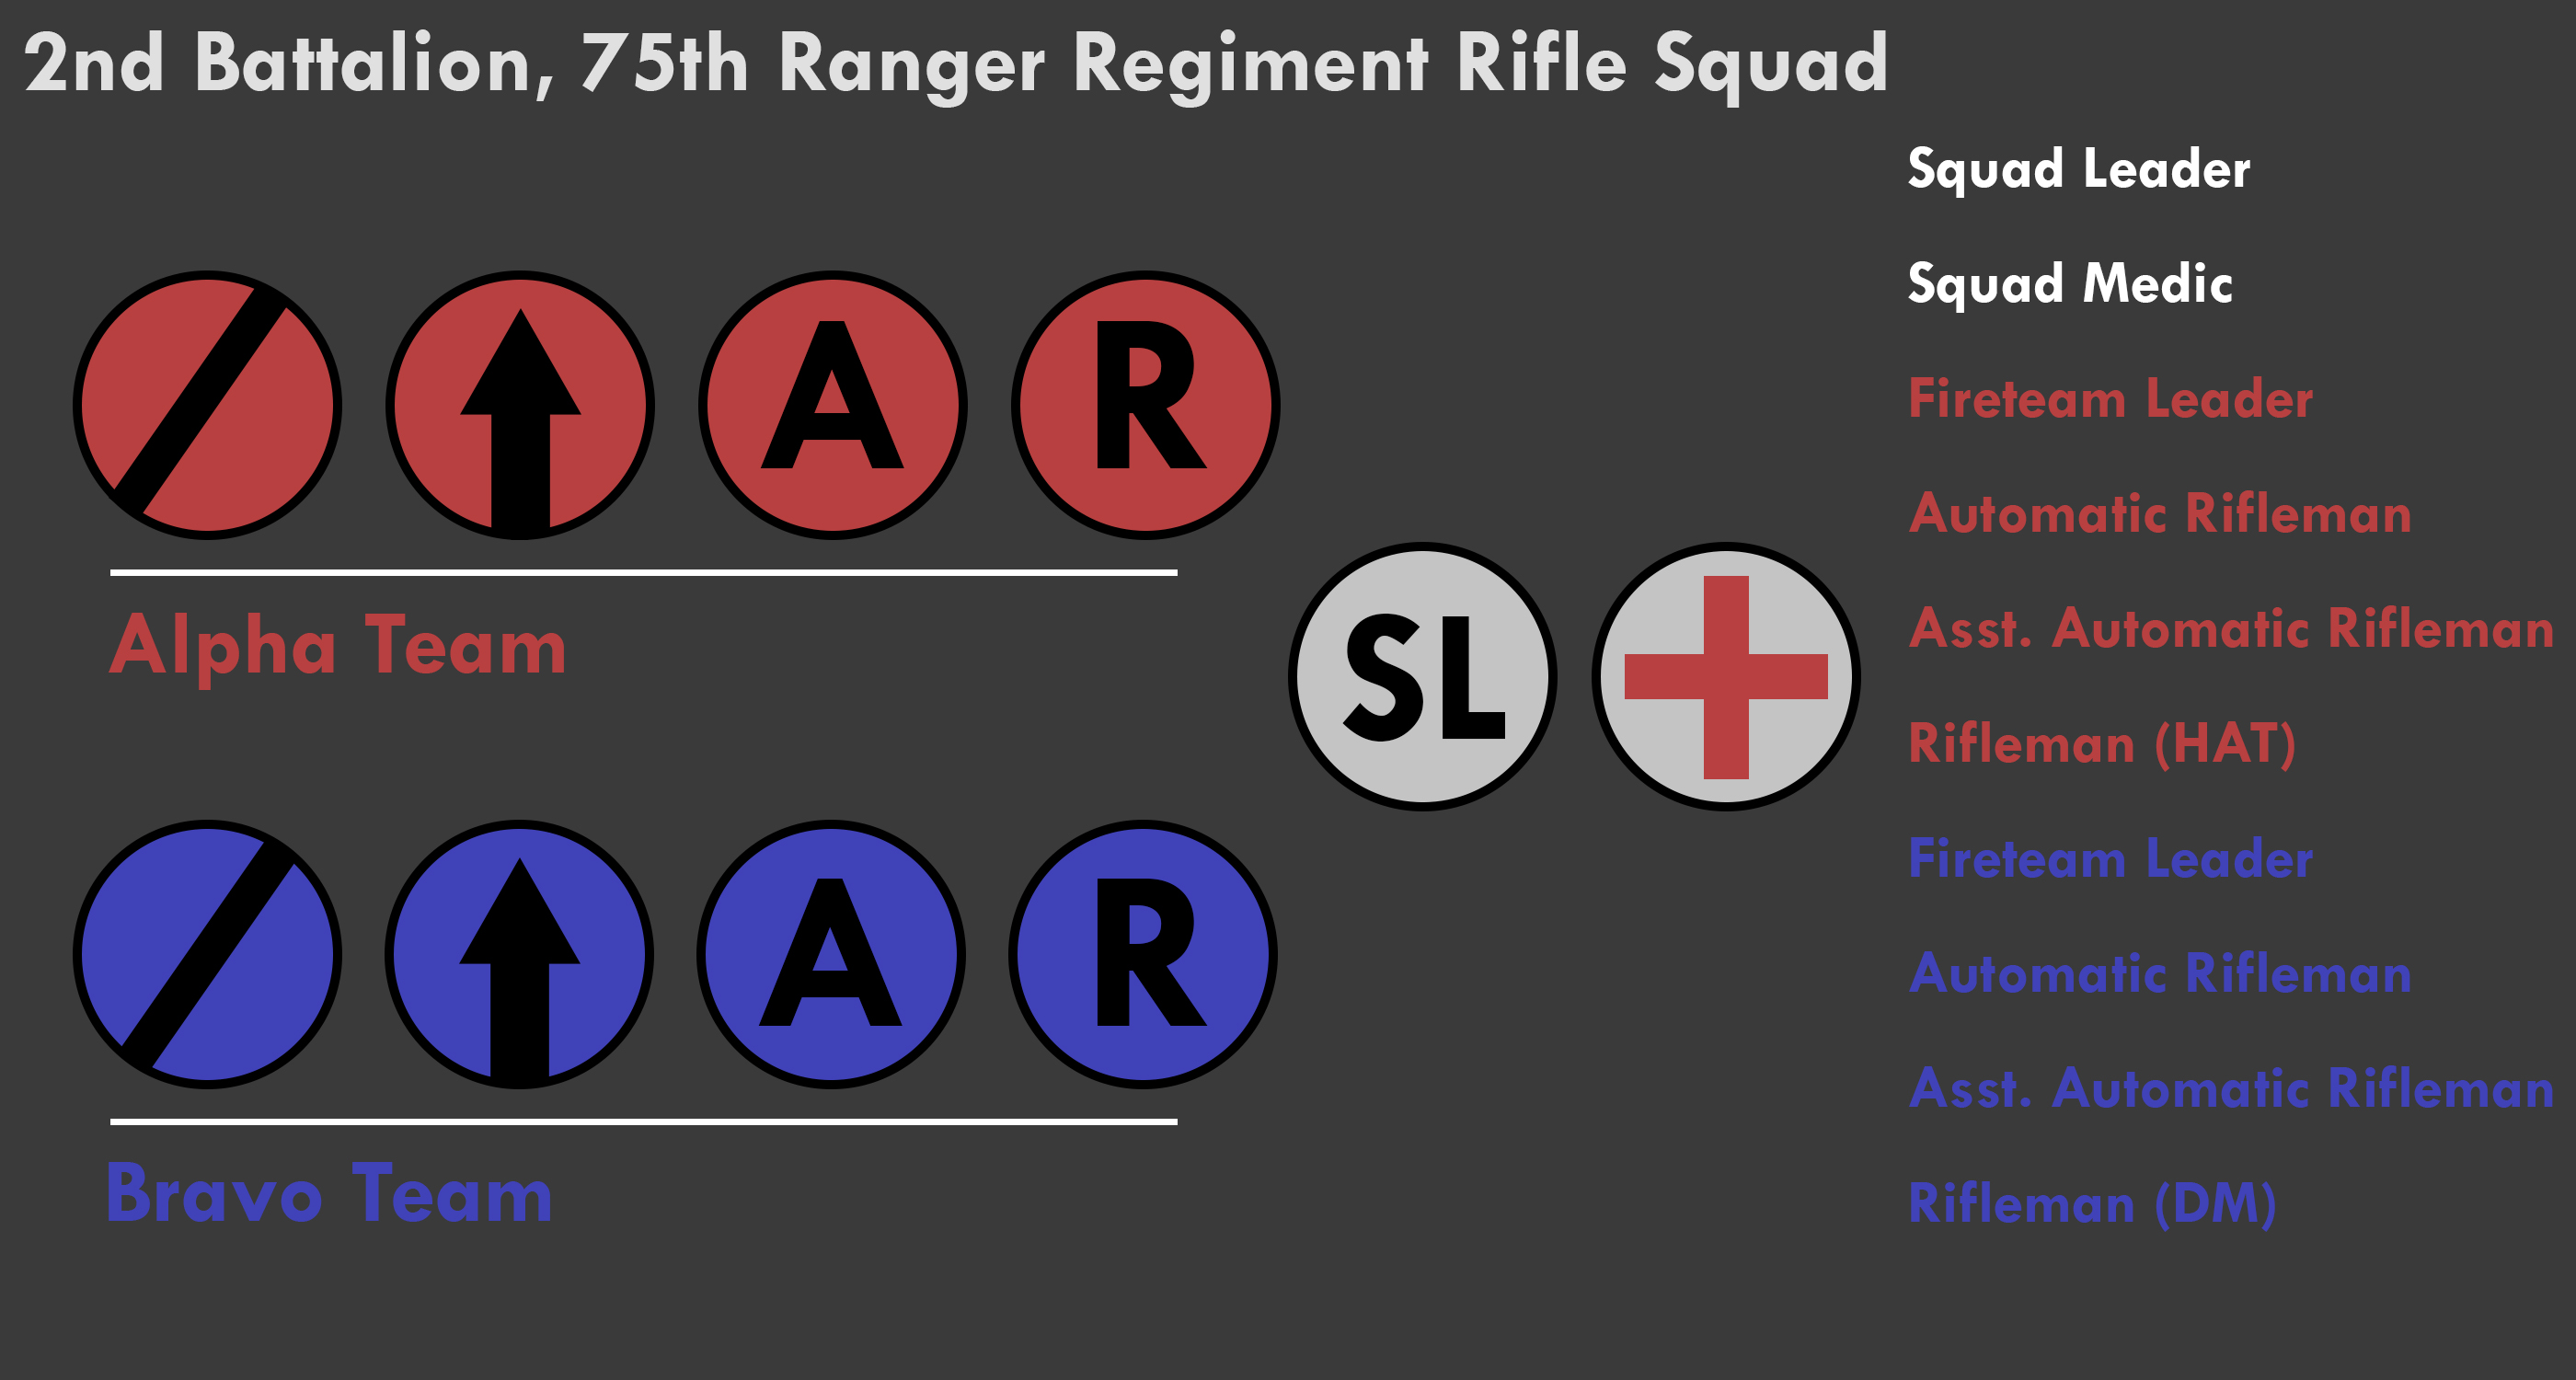 2nd Battalion, 75th Ranger Regiment Rifle Squad
A
R
Alpha Team
SL
A
R
Bravo Team
Squad Leader
Squad Medic
Fireteam Leader
Automatic Rifleman
Asst. Automatic Rifleman
Rifleman (HAT)
Fireteam Leader
Automatic Rifleman
Asst. Automatic Rifleman
Rifleman (DM)